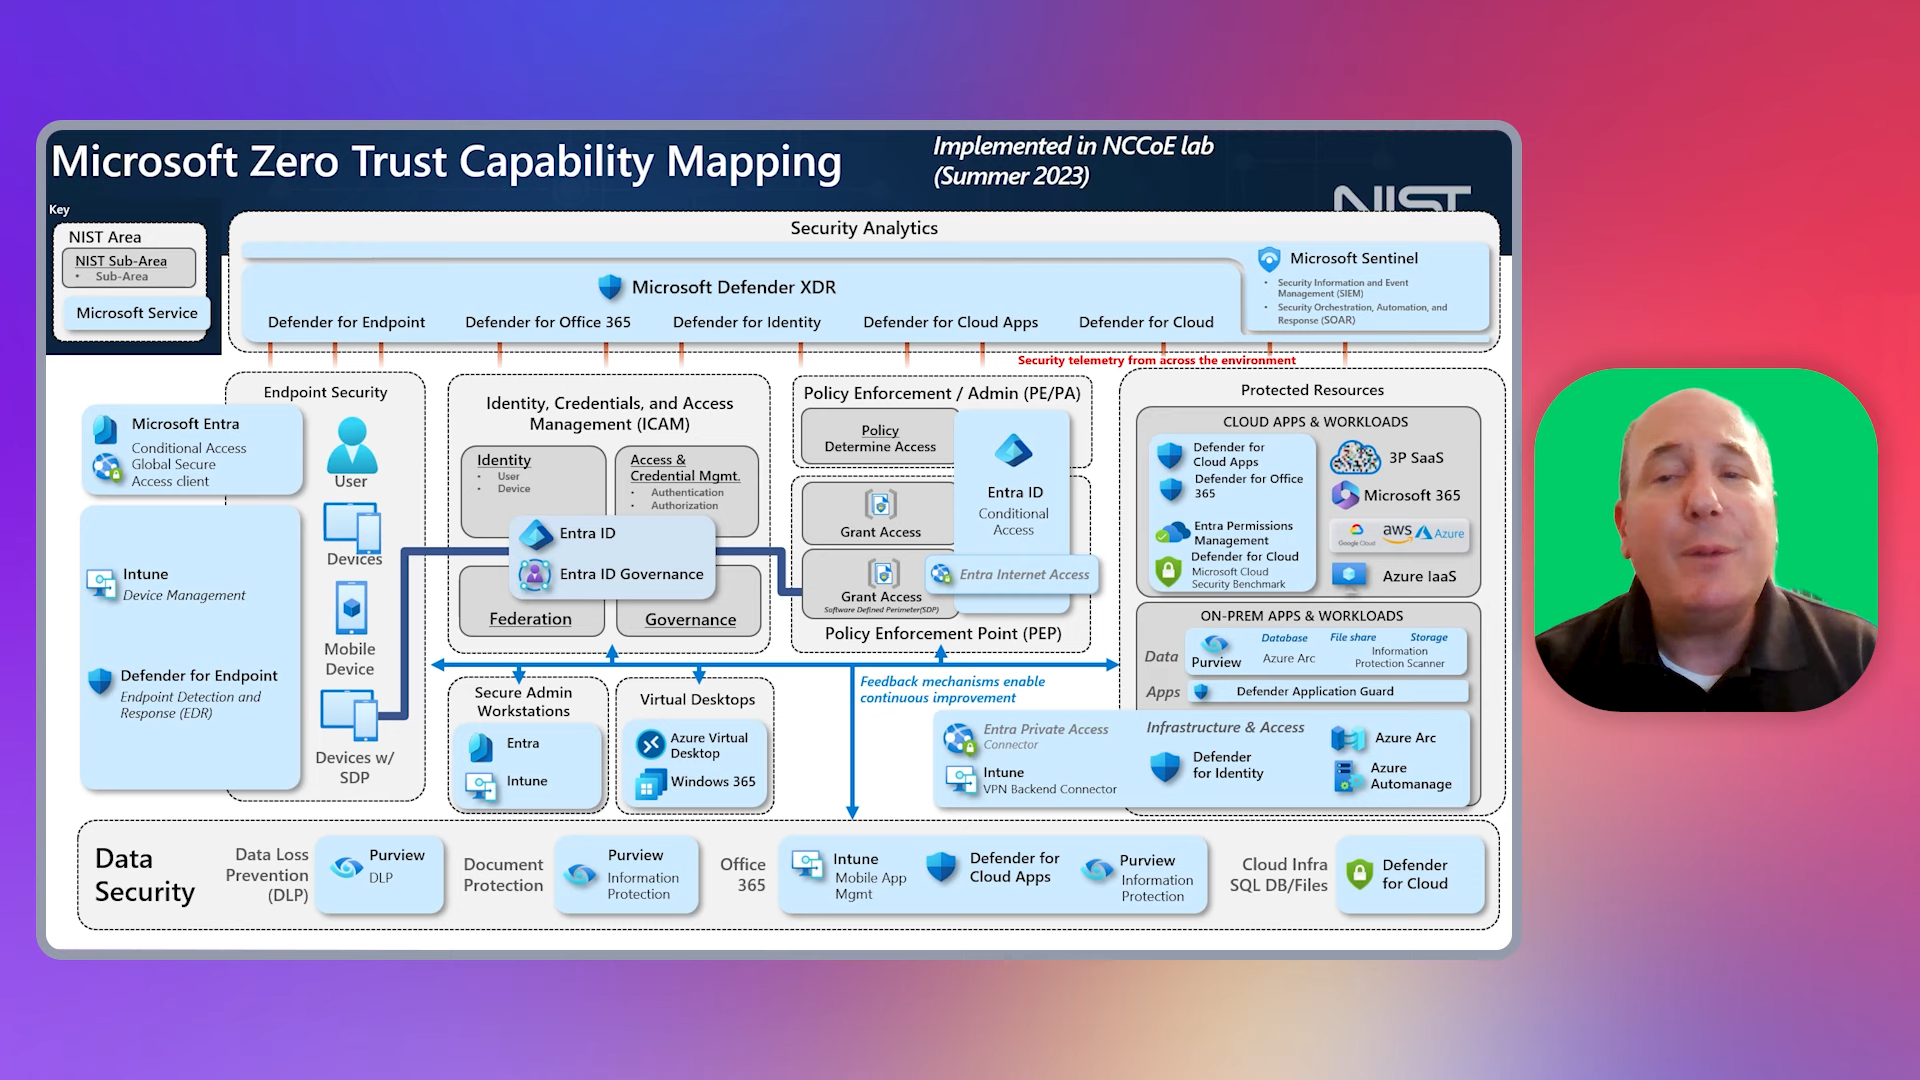 Microsoft Zero Trust Capability Mapping
Implemented in NCCoE lab
(Summer 2023)
NIST
Key
NIST Area
NIST Sub-Area
• Sub-Area
Microsoft Service
Security Analytics
Microsoft Defender XDR
Defender for Endpoint
Defender for Office 365
Defender for Identity
Defender for Cloud Apps
Defender for Cloud
Microsoft Sentinel
• Security Information and Event
Management (SIEM)
• Security Orchestration, Automation, and
Response (SOAR)
Security telemetry from across the environment
Endpoint Security
Microsoft Entra
Conditional Access
Global Secure
Access client
Intune
Device Management
Defender for Endpoint
Endpoint Detection and
Response (EDR)
User
Devices
Mobile
Device
Devices w/
SDP
Identity, Credentials, and Access
Management (ICAM)
Identity
• User
• Device
Access &
Credential Mgmt.
• Authentication
• Authorization
Entra ID
Entra ID Governance
Federation
Governance
Policy Enforcement / Admin (PE/PA)
Policy
Determine Access
Grant Access
Grant Access
Software Defined Perimeter(SDP)
Entra ID
Conditional
Access
Entra Internet Access
Policy Enforcement Point (PEP)
Feedback mechanisms enable
continuous improvement
Secure Admin
Workstations
Entra
Intune
Virtual Desktops
Azure Virtual
Desktop
Windows 365
Protected Resources
CLOUD APPS & WORKLOADS
Defender for
Cloud Apps
Defender for Office
365
Entra Permissions
Management
Defender for Cloud
Microsoft Cloud
Security Benchmark
3P SaaS
Microsoft 365
Google Cloud
aws
Azure
Azure IaaS
ON-PREM APPS & WORKLOADS
Data
Purview
Database
Azure Arc
File share
Storage
Information
Protection Scanner
Apps
Defender Application Guard
Entra Private Access
Connector
Intune
VPN Backend Connector
Infrastructure & Access
Defender
for Identity
Azure Arc
Azure
Automanage
Data
Security
Data Loss
Prevention
(DLP)
Purview
DLP
Document
Protection
Purview
Information
Protection
Office
365
Intune
Mobile App
Mgmt
Defender for
Cloud Apps
Purview
Information
Protection
Cloud Infra
SQL DB/Files
Defender
for Cloud